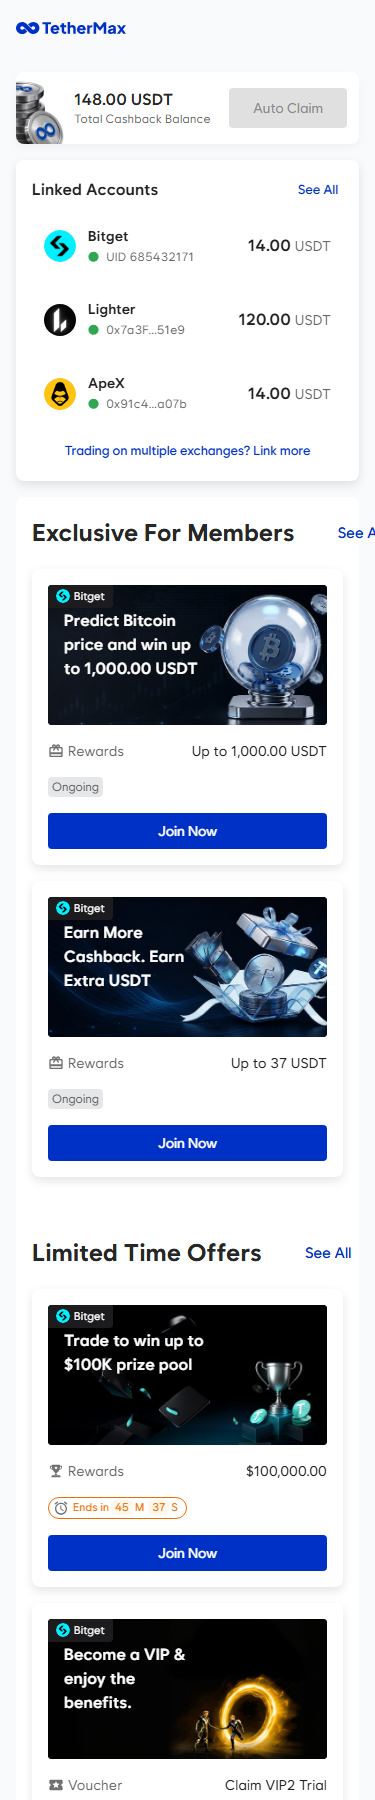 TetherMax
148.00 USDT
Total Cashback Balance
Auto Claim
Linked Accounts
See All
Bitget
UID 685432171
14.00 USDT
Lighter
0x7a3F...51e9
120.00 USDT
ApeX
0x91c4...a07b
14.00 USDT
Trading on multiple exchanges? Link more
Exclusive For Members
See A
Bitget
Predict Bitcoin
price and win up
to 1,000.00 USDT
Rewards
Up to 1,000.00 USDT
Ongoing
Join Now
Bitget
Earn More
Cashback. Earn
Extra USDT
Rewards
Up to 37 USDT
Ongoing
Join Now
Limited Time Offers
See All
Bitget
Trade to win up to
$100K prize pool
Rewards
$100,000.00
Ends in 45 M 37 S
Join Now
Bitget
Become a VIP &
enjoy the
benefits.
Voucher
Claim VIP2 Trial